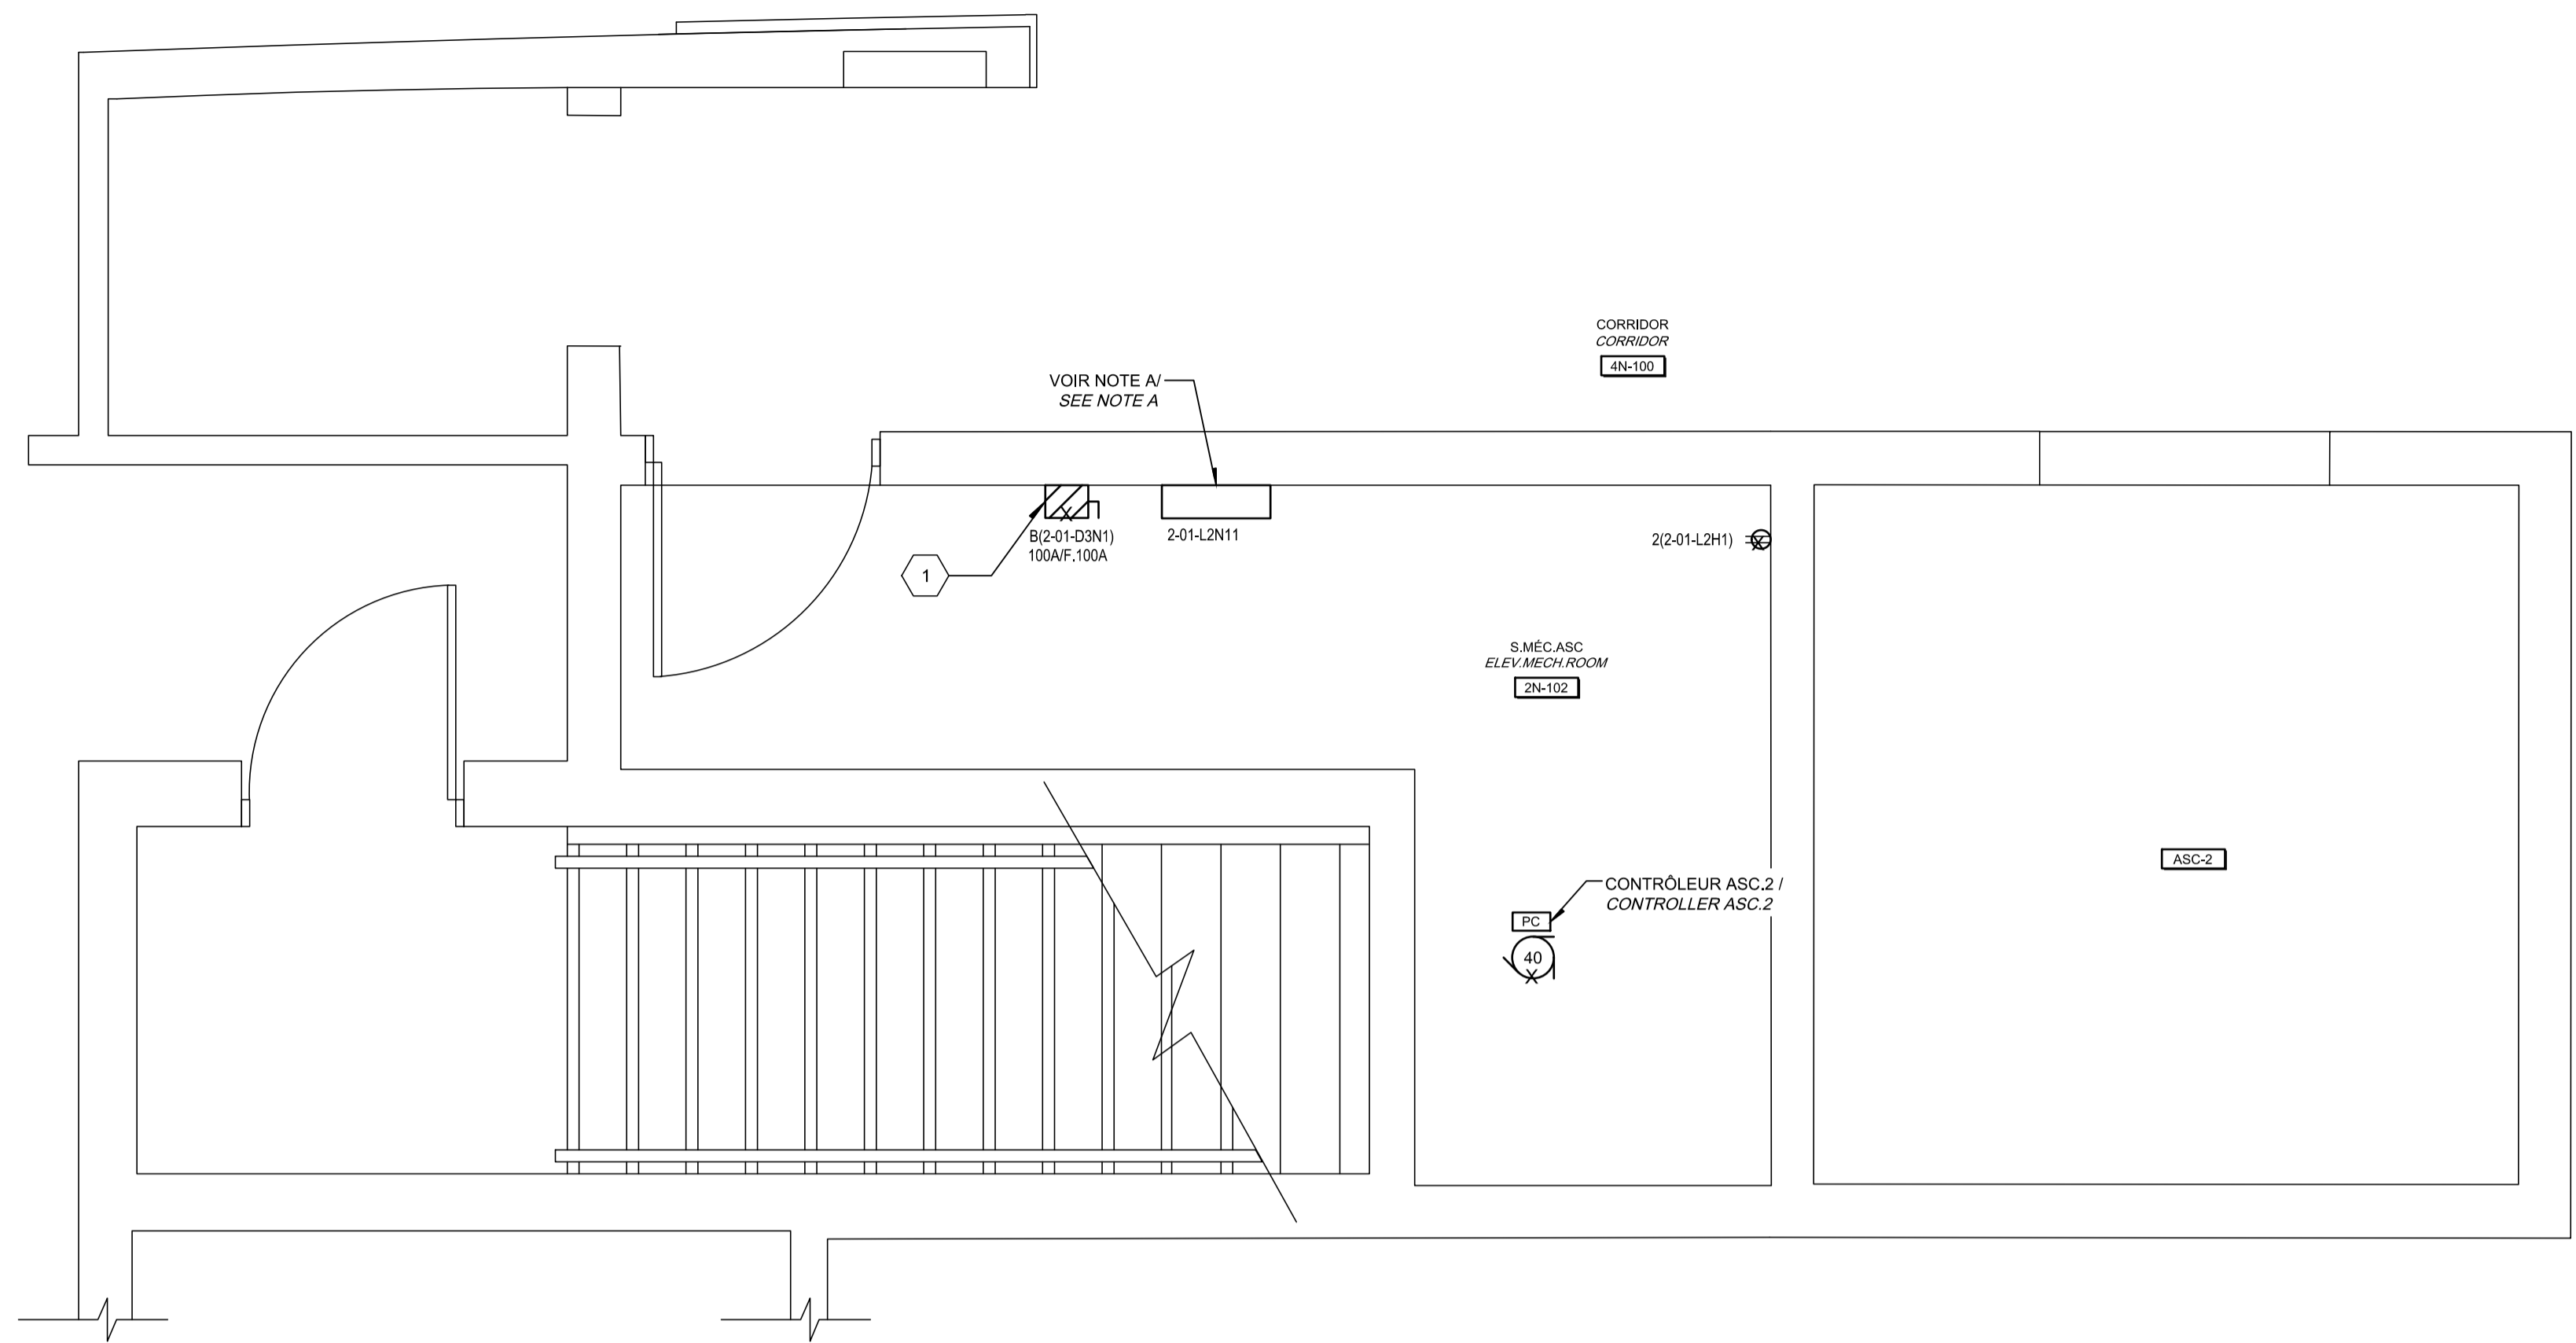 CORRIDOR
CORRIDOR
4N-100
VOIR NOTE A/
SEE NOTE A
X
B(2-01-D3N1)
100A/F.100A
2-01-L2N11
2(2-01-L2H1)
X
1
S.MÉC.ASC
ELEV.MECH.ROOM
2N-102
ASC-2
CONTRÔLEUR ASC.2 /
CONTROLLER ASC.2
PC
40
X